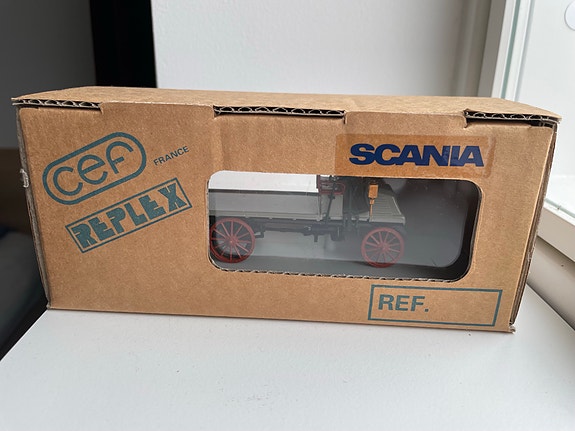 cef
FRANCE
REPLEX
SCANIA
REF.